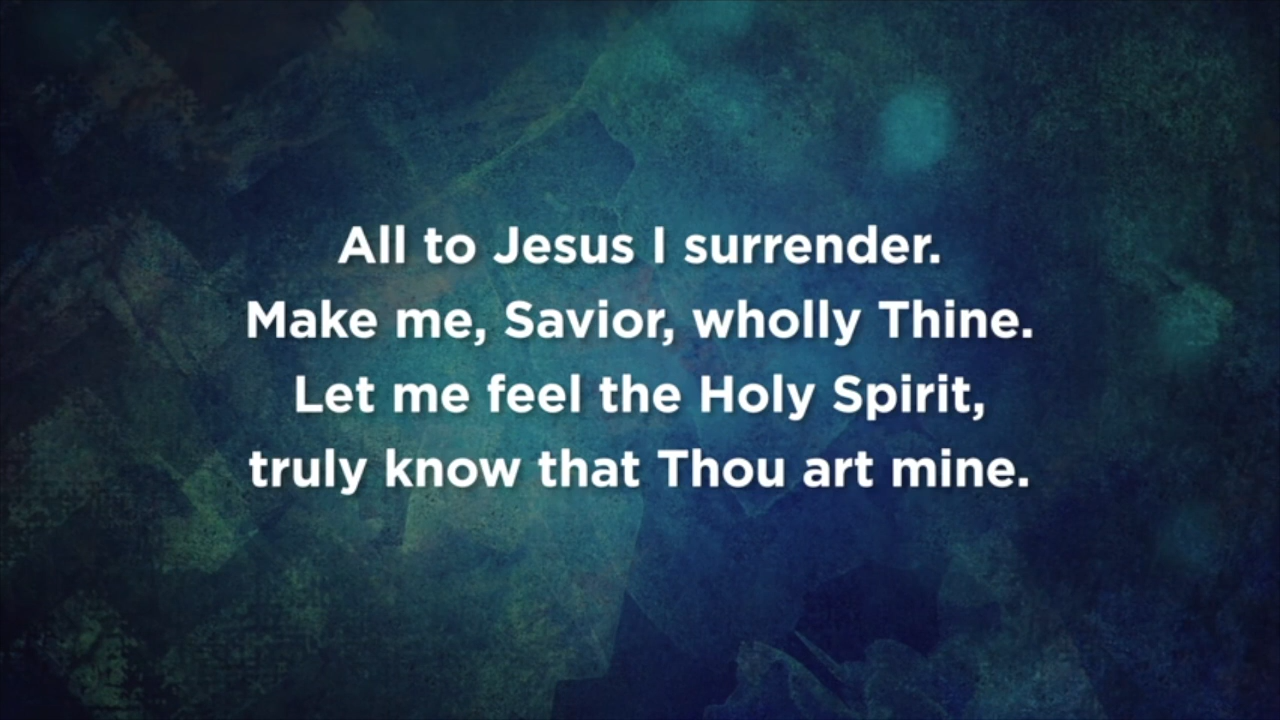 All to Jesus I surrender.
Make me, Savior, wholly Thine.
Let me feel the Holy Spirit,
truly know that Thou art mine.